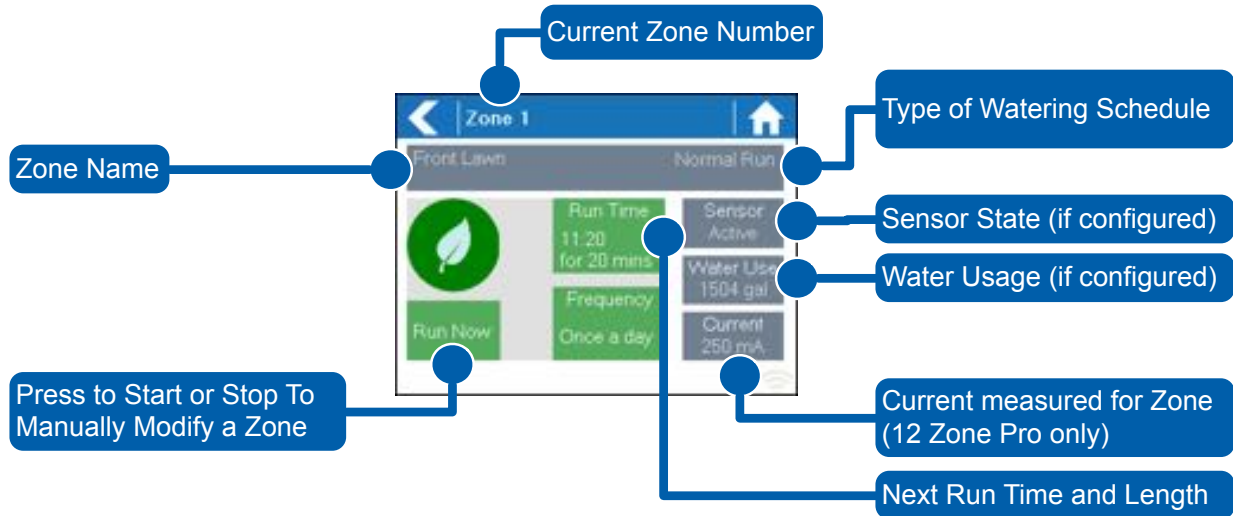 Current Zone Number
Type of Watering Schedule
Zone 1
Zone Name
Front Lawn
Normal Run
Sensor State (if configured)
Run Time
11:20
for 20 mins
Sensor
Active
Water Usage (if configured)
Water Use
1504 gal
Frequency
Once a day
Run Now
Current
250 mA
Press to Start or Stop To
Manually Modify a Zone
Current measured for Zone
(12 Zone Pro only)
Next Run Time and Length